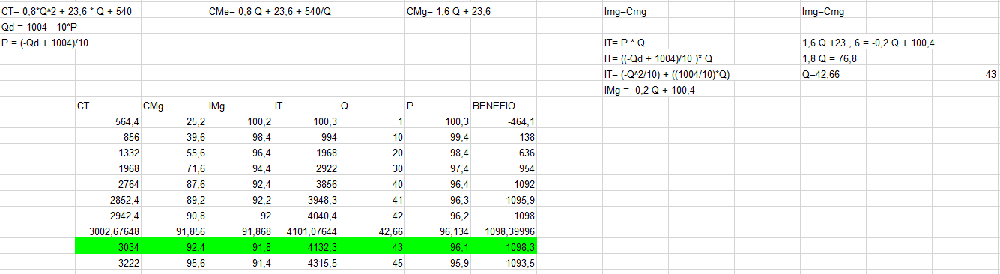 CT= 0,8*Q^2 + 23,6 * Q + 540 CMe= 0,8 Q + 23,6 + 540/Q CMg= 1,6 Q + 23,6 Img=Cmg Img=Cmg
Qd = 1004 - 10*P
P = (-Qd + 1004)/10 IT= P * Q 1,6 Q +23 , 6 = -0,2 Q + 100,4
IT= ((-Qd + 1004)/10 )* Q 1,8 Q = 76,8
IT= (-Q^2/10) + ((1004/10)*Q) Q=42,66 43
IMg = -0,2 Q + 100,4
CT CMg IMg IT Q P BENEFIO
564,4 25,2 100,2 100,3 1 100,3 -464,1
856 39,6 98,4 994 10 99,4 138
1332 55,6 96,4 1968 20 98,4 636
1968 71,6 94,4 2922 30 97,4 954
2764 87,6 92,4 3856 40 96,4 1092
2852,4 89,2 92,2 3948,3 41 96,3 1095,9
2942,4 90,8 92 4040,4 42 96,2 1098
3002,67648 91,856 91,868 4101,07644 42,66 96,134 1098,39996
3034 92,4 91,8 4132,3 43 96,1 1098,3
3222 95,6 91,4 4315,5 45 95,9 1093,5